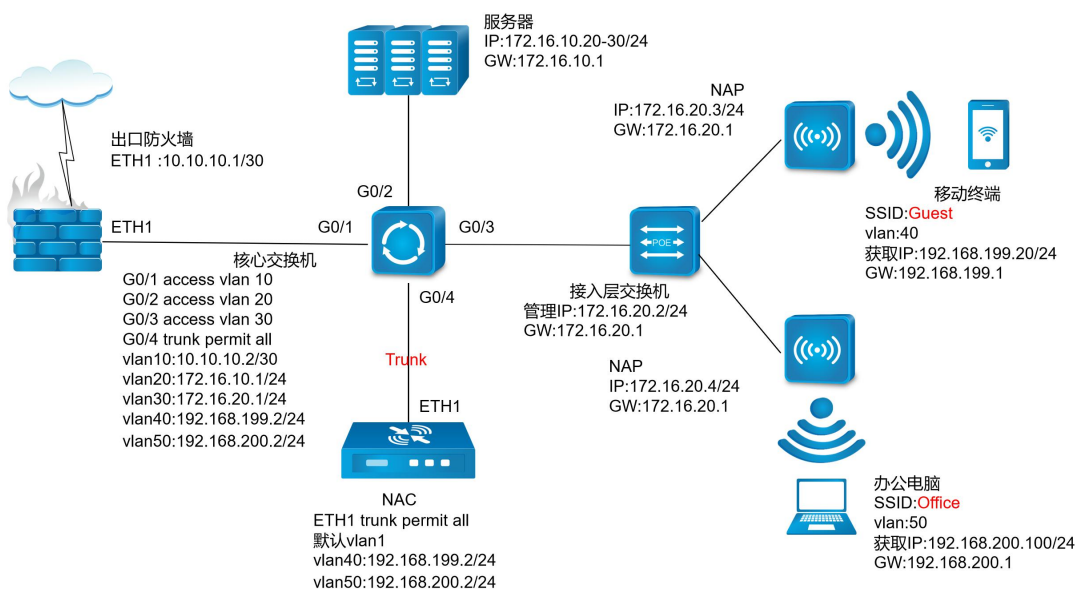 服务器
IP:172.16.10.20-30/24
GW:172.16.10.1
出口防火墙
ETH1 :10.10.10.1/30
ETH1
G0/1
G0/2
G0/3
G0/4
核心交换机
G0/1 access vlan 10
G0/2 access vlan 20
G0/3 access vlan 30
G0/4 trunk permit all
vlan10:10.10.10.2/30
vlan20:172.16.10.1/24
vlan30:172.16.20.1/24
vlan40:192.168.199.2/24
vlan50:192.168.200.2/24
Trunk
ETH1
NAC
ETH1 trunk permit all
默认vlan1
vlan40:192.168.199.2/24
vlan50:192.168.200.2/24
POE
接入层交换机
管理IP:172.16.20.2/24
GW:172.16.20.1
NAP
IP:172.16.20.3/24
GW:172.16.20.1
移动终端
SSID:Guest
vlan:40
获取IP:192.168.199.20/24
GW:192.168.199.1
NAP
IP:172.16.20.4/24
GW:172.16.20.1
办公电脑
SSID:Office
vlan:50
获取IP:192.168.200.100/24
GW:192.168.200.1